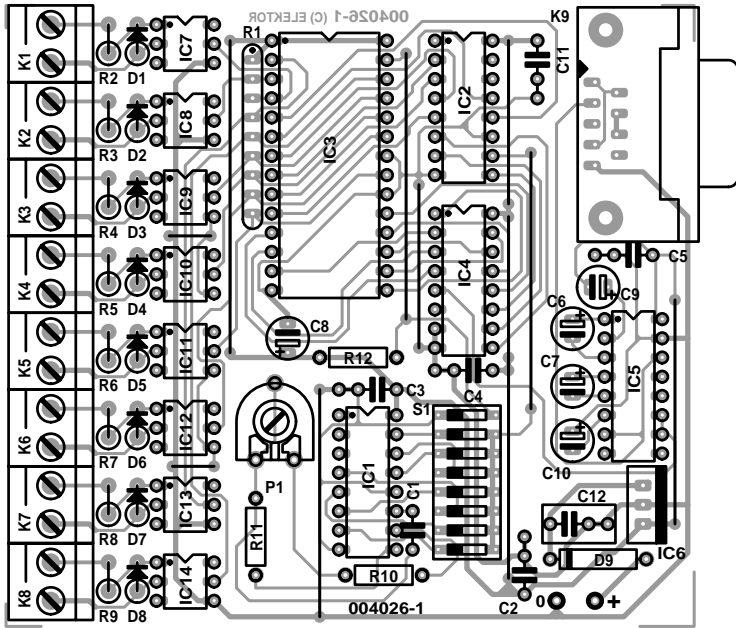 004026-1 (C) ELEKTOR
R1
K9
K1
IC7
R2
D1
C11
K2
IC8
IC2
IC3
R3
D2
K3
IC9
R4
D3
K4
IC10
IC4
C5
R5
D4
C9
C6
C8
K5
IC11
R12
IC5
C7
R6
D5
C3
C4
S1
K6
IC12
R7
D6
IC1
C10
P1
K7
IC13
R11
C1
C12
R8
D7
IC6
K8
IC14
R10
D9
R9
D8
004026-1
C2
0
+